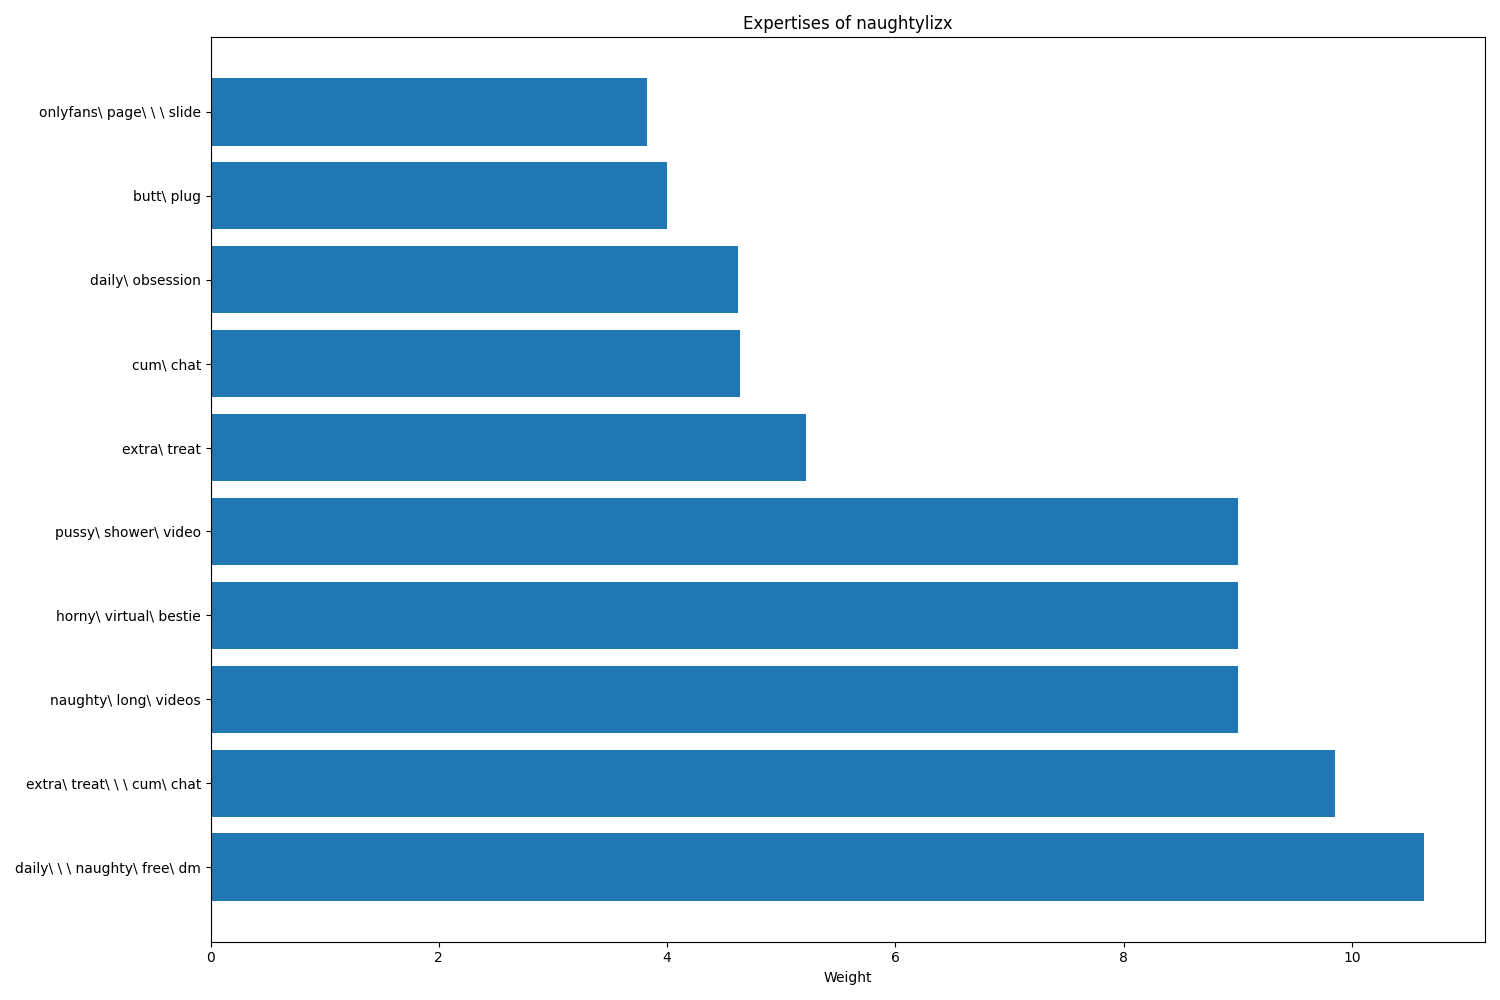 Expertises of naughtylizx
onlyfans\ page\ \ \ slide
butt\ plug
daily\ obsession
cum\ chat
extra\ treat
pussy\ shower\ video
horny\ virtual\ bestie
naughty\ long\ videos
extra\ treat\ \ \ cum\ chat
daily\ \ \ naughty\ free\ dm
0 2 4 6 8 10
Weight